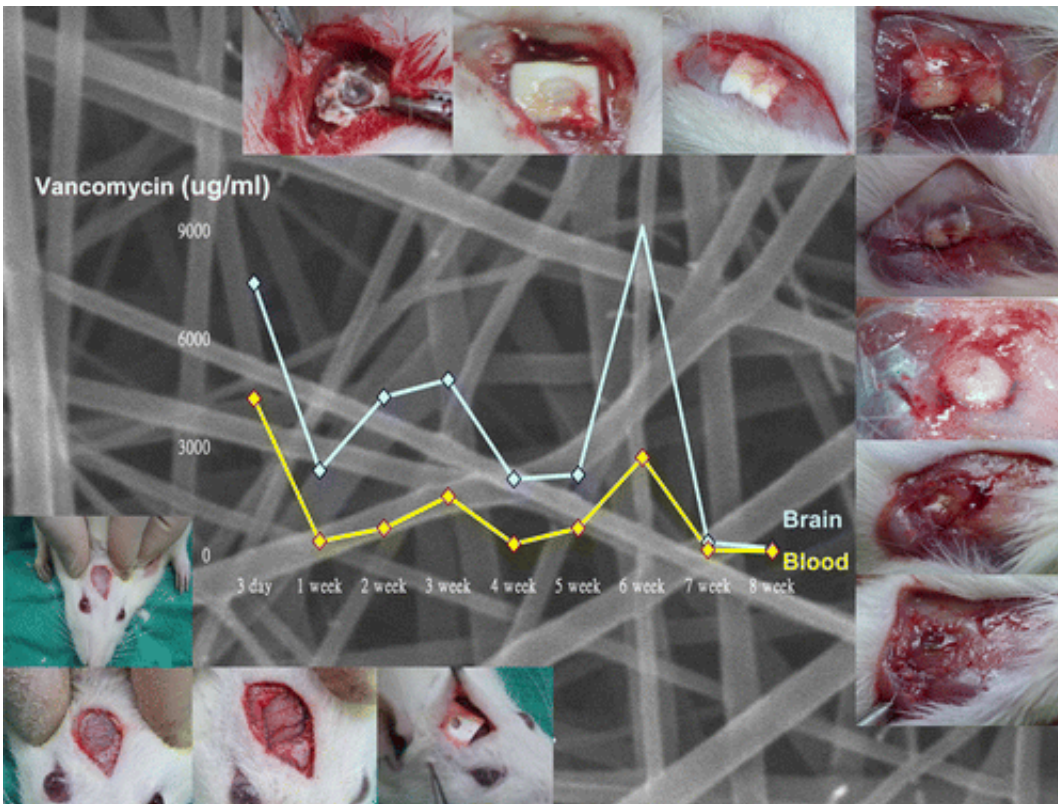 Vancomycin (ug/ml)
9000
6000
3000
0
3 day 1 week 2 week 3 week 4 week 5 week 6 week 7 week 8 week
Brain
Blood